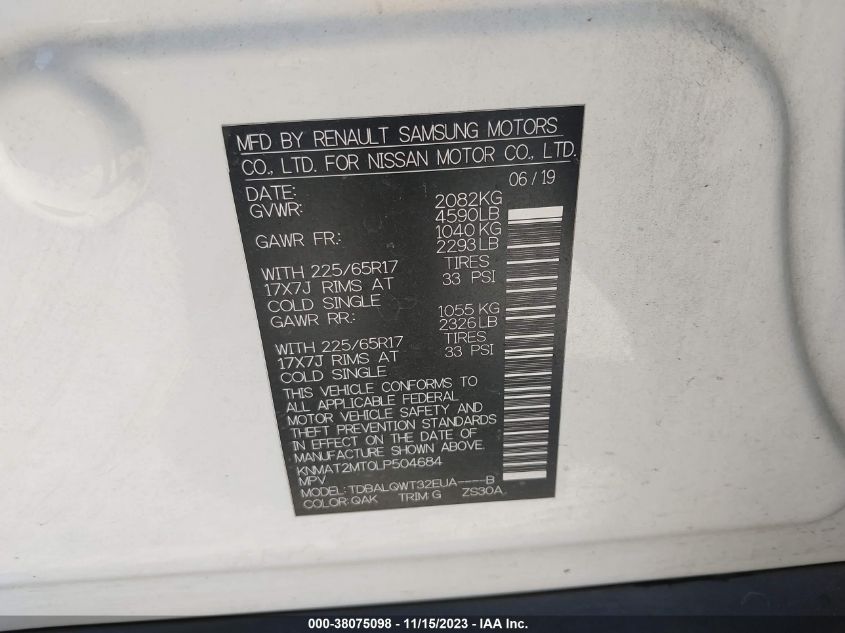 MFD BY RENAULT SAMSUNG MOTORS
CO., LTD. FOR NISSAN MOTOR CO., LTD.
DATE: 06/19
GVWR: 2082KG
4590LB
GAWR FR: 1040KG
2293LB
WITH 225/65R17 TIRES
17X7J RIMS AT 33 PSI
COLD SINGLE
GAWR RR: 1055 KG
2326LB
WITH 225/65R17 TIRES
17X7J RIMS AT 33 PSI
COLD SINGLE
THIS VEHICLE CONFORMS TO
ALL APPLICABLE FEDERAL
MOTOR VEHICLE SAFETY AND
THEFT PREVENTION STANDARDS
IN EFFECT ON THE DATE OF
MANUFACTURE SHOWN ABOVE.
KNMAT2MT0LP504684
MPV
MODEL: TDBALQWT32EUA----B
COLOR: QAK TRIM: G ZS30A
000-38075098 - 11/15/2023 - IAA Inc.